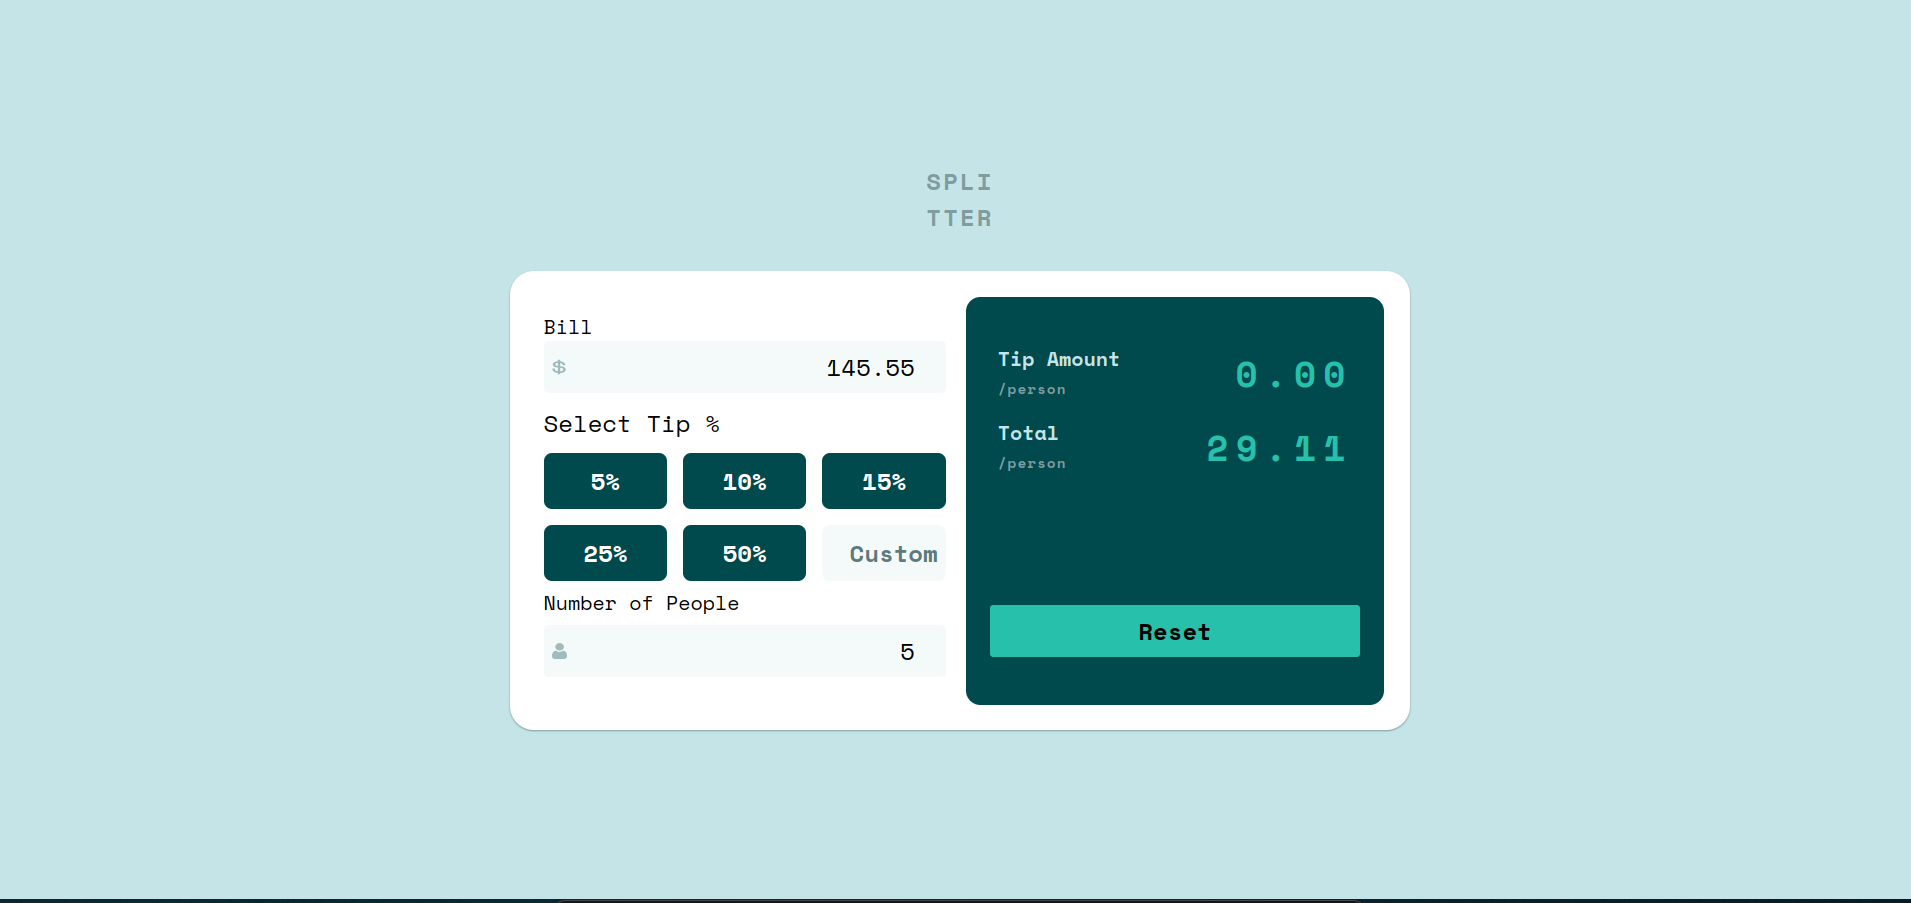 SPLI
TTER
Bill
$ 145.55
Select Tip %
5% 10% 15%
25% 50% Custom
Number of People
5
Tip Amount
/person
0.00
Total
/person
29.11
Reset